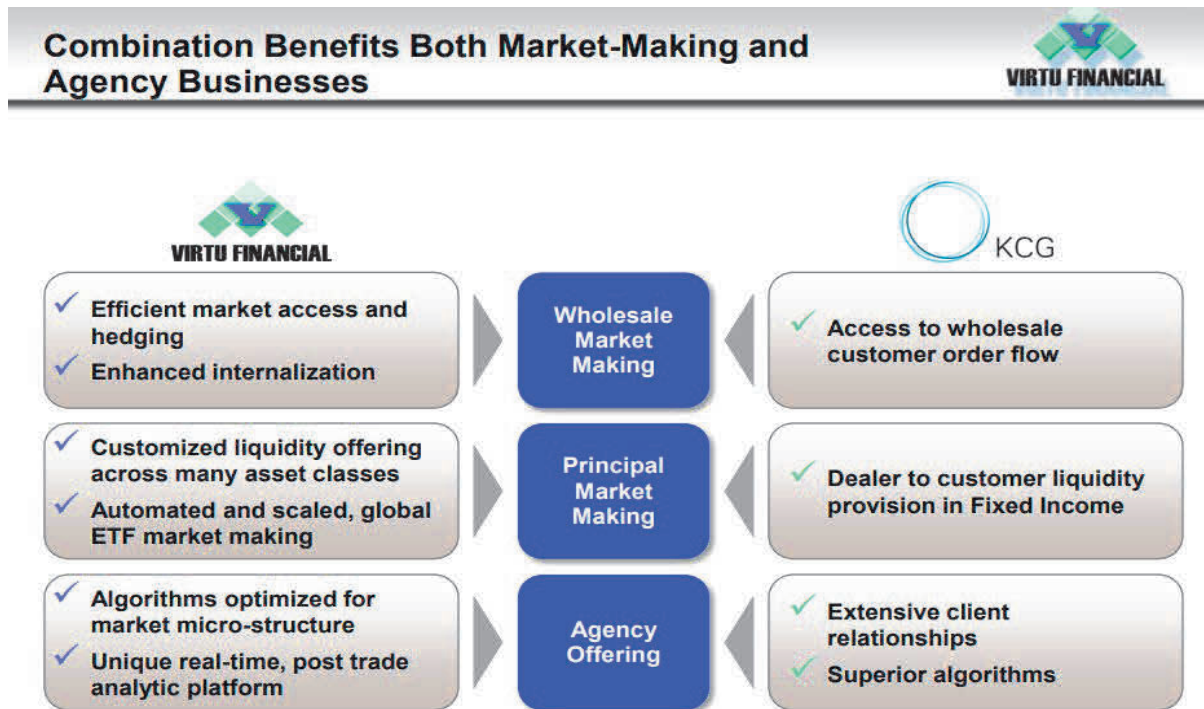 Combination Benefits Both Market-Making and
Agency Businesses
VIRTU FINANCIAL
VIRTU FINANCIAL
KCG
Efficient market access and
hedging
Enhanced internalization
Wholesale
Market
Making
Access to wholesale
customer order flow
Customized liquidity offering
across many asset classes
Automated and scaled, global
ETF market making
Principal
Market
Making
Dealer to customer liquidity
provision in Fixed Income
Algorithms optimized for
market micro-structure
Unique real-time, post trade
analytic platform
Agency
Offering
Extensive client
relationships
Superior algorithms